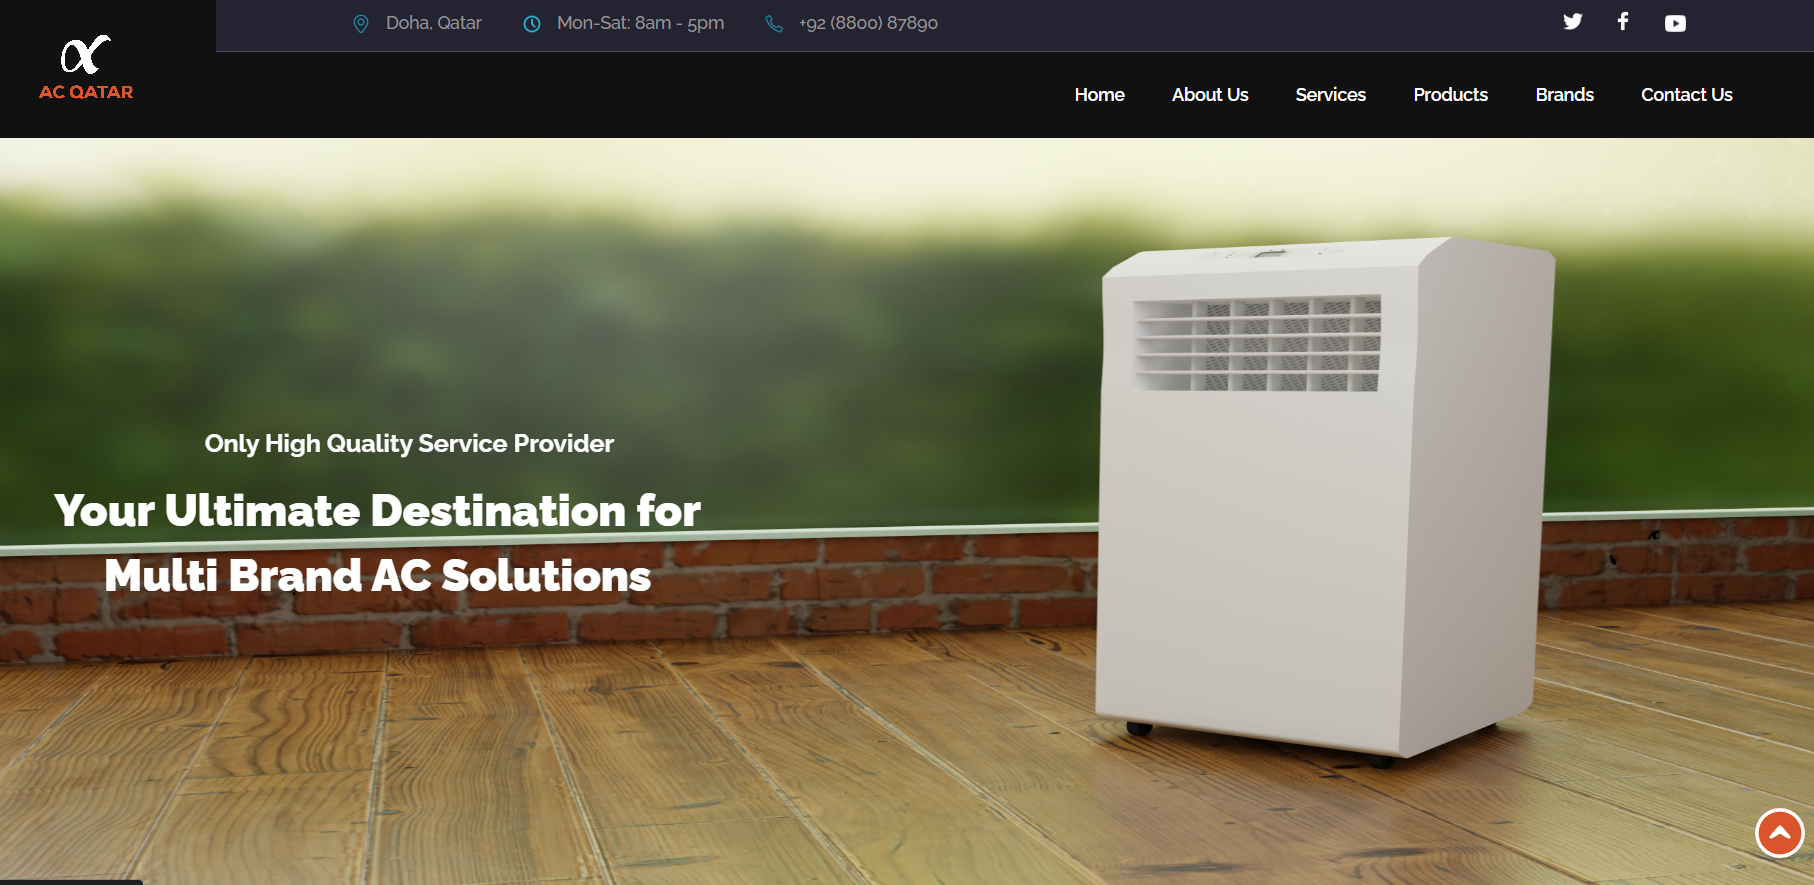 Doha, Qatar
Mon-Sat: 8am - 5pm
+92 (8800) 87890
AC QATAR
Home
About Us
Services
Products
Brands
Contact Us
Only High Quality Service Provider
Your Ultimate Destination for
Multi Brand AC Solutions